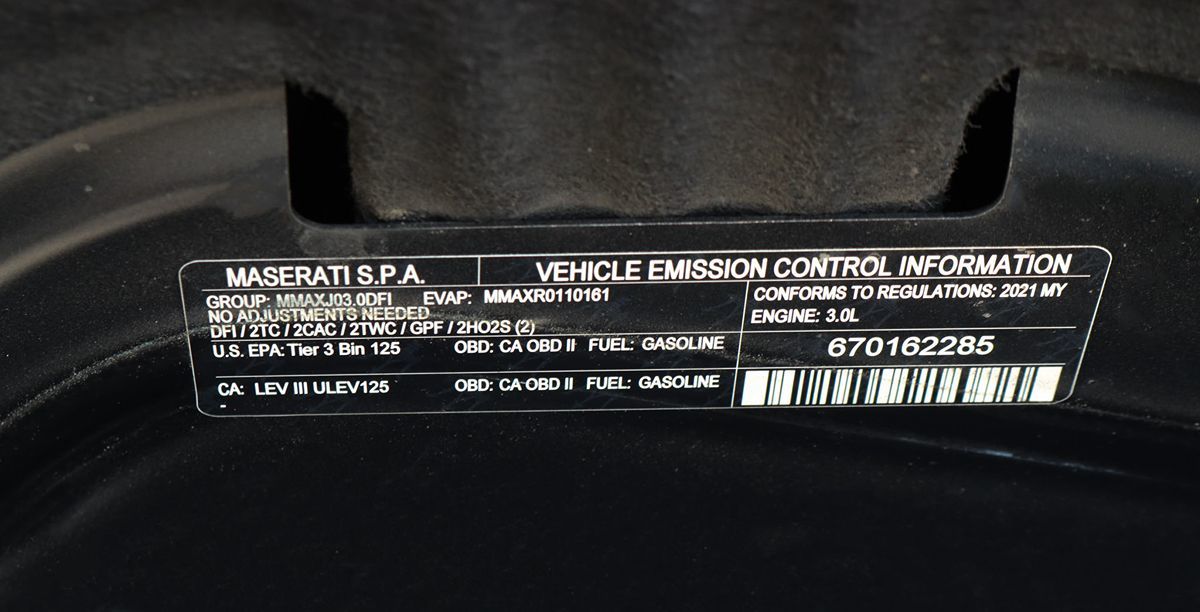 MASERATI S.P.A. VEHICLE EMISSION CONTROL INFORMATION
GROUP: MMAXJ03.0DFI EVAP: MMAXR0110161
NO ADJUSTMENTS NEEDED
DFI / 2TC / 2CAC / 2TWC / GPF / 2HO2S (2)
CONFORMS TO REGULATIONS: 2021 MY
ENGINE: 3.0L
U.S. EPA: Tier 3 Bin 125 OBD: CA OBD II FUEL: GASOLINE
670162285
CA: LEV III ULEV125 OBD: CA OBD II FUEL: GASOLINE
-